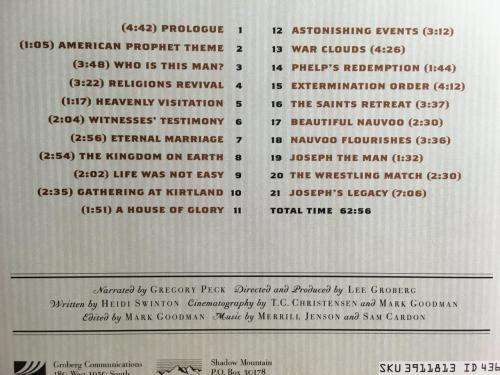 (4:42) PROLOGUE 1
(1:05) AMERICAN PROPHET THEME 2
(3:48) WHO IS THIS MAN? 3
(3:22) RELIGIONS REVIVAL 4
(1:17) HEAVENLY VISITATION 5
(2:04) WITNESSES' TESTIMONY 6
(2:56) ETERNAL MARRIAGE 7
(2:54) THE KINGDOM ON EARTH 8
(2:02) LIFE WAS NOT EASY 9
(2:35) GATHERING AT KIRTLAND 10
(1:51) A HOUSE OF GLORY 11
12 ASTONISHING EVENTS (3:12)
13 WAR CLOUDS (4:26)
14 PHELP'S REDEMPTION (1:44)
15 EXTERMINATION ORDER (4:12)
16 THE SAINTS RETREAT (3:37)
17 BEAUTIFUL NAUVOO (2:30)
18 NAUVOO FLOURISHES (3:36)
19 JOSEPH THE MAN (1:32)
20 THE WRESTLING MATCH (2:30)
21 JOSEPH'S LEGACY (7:06)
TOTAL TIME 62:56
Narrated by GREGORY PECK Directed and Produced by LEE GROBERG
Written by HEIDI SWINTON Cinematography by T.C. CHRISTENSEN and MARK GOODMAN
Edited by MARK GOODMAN Music by MERRILL JENSON and SAM CARDON
Groberg Communications
Shadow Mountain
P.O. Box 30178
SKU 3911813 ID 436